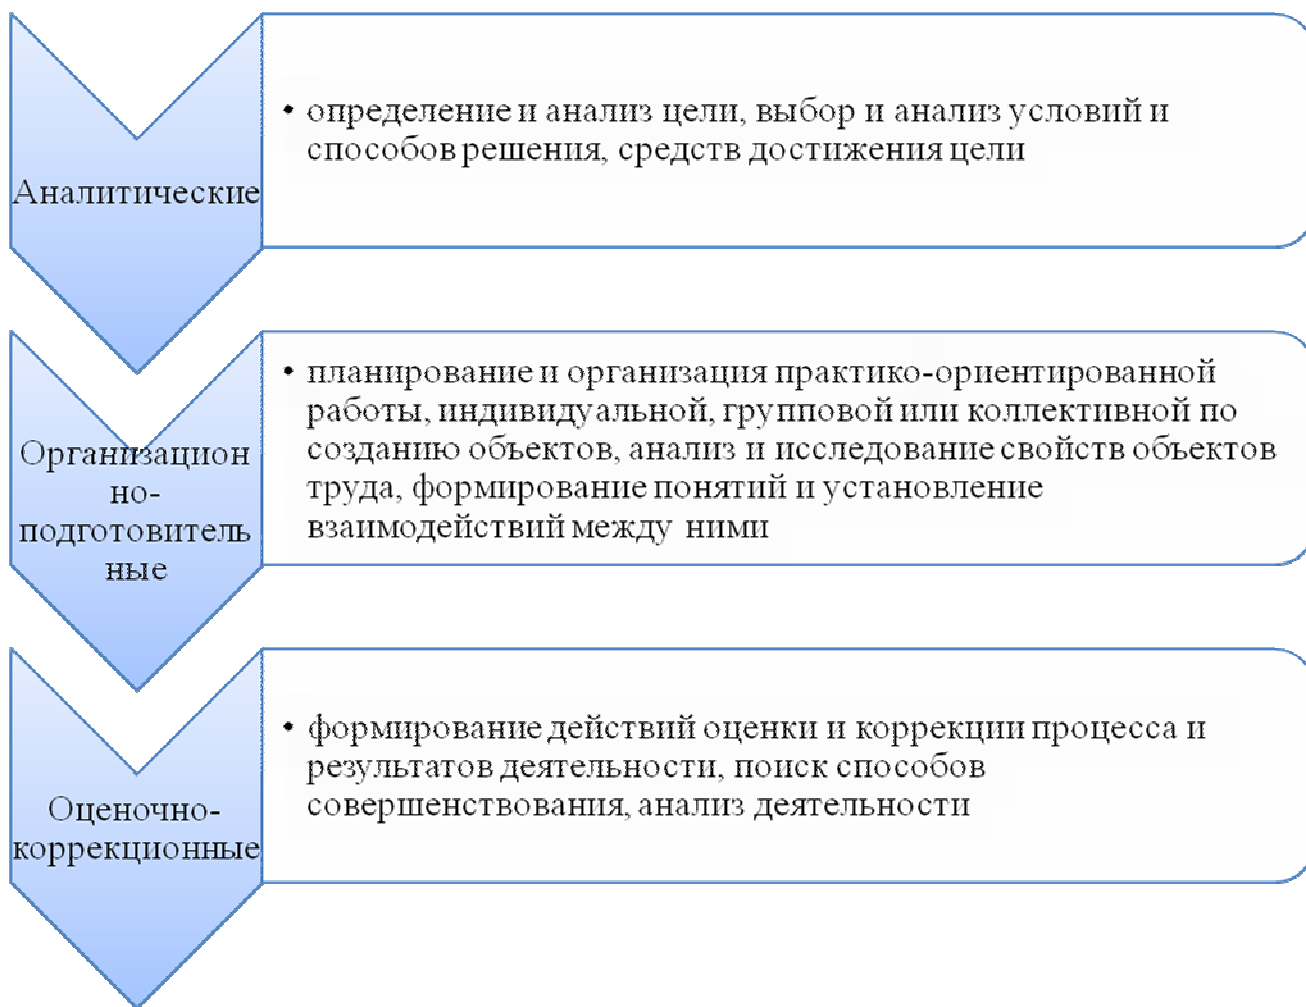 Аналитические
• определение и анализ цели, выбор и анализ условий и
способов решения, средств достижения цели
Организацион
но-
подготовитель
ные
• планирование и организация практико-ориентированной
работы, индивидуальной, групповой или коллективной по
созданию объектов, анализ и исследование свойств объектов
труда, формирование понятий и установление
взаимодействий между ними
Оценочно-
коррекционные
• формирование действий оценки и коррекции процесса и
результатов деятельности, поиск способов
совершенствования, анализ деятельности